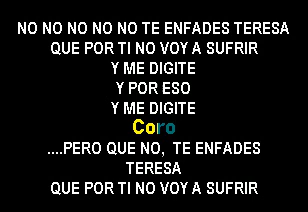 NO NO NO NO NO TE ENFADES TERESA
QUE POR TI NO VOY A SUFRIR
Y ME DIGITE
Y POR ESO
Y ME DIGITE
Coro
....PERO QUE NO,  TE ENFADES
TERESA
QUE POR TI NO VOY A SUFRIR